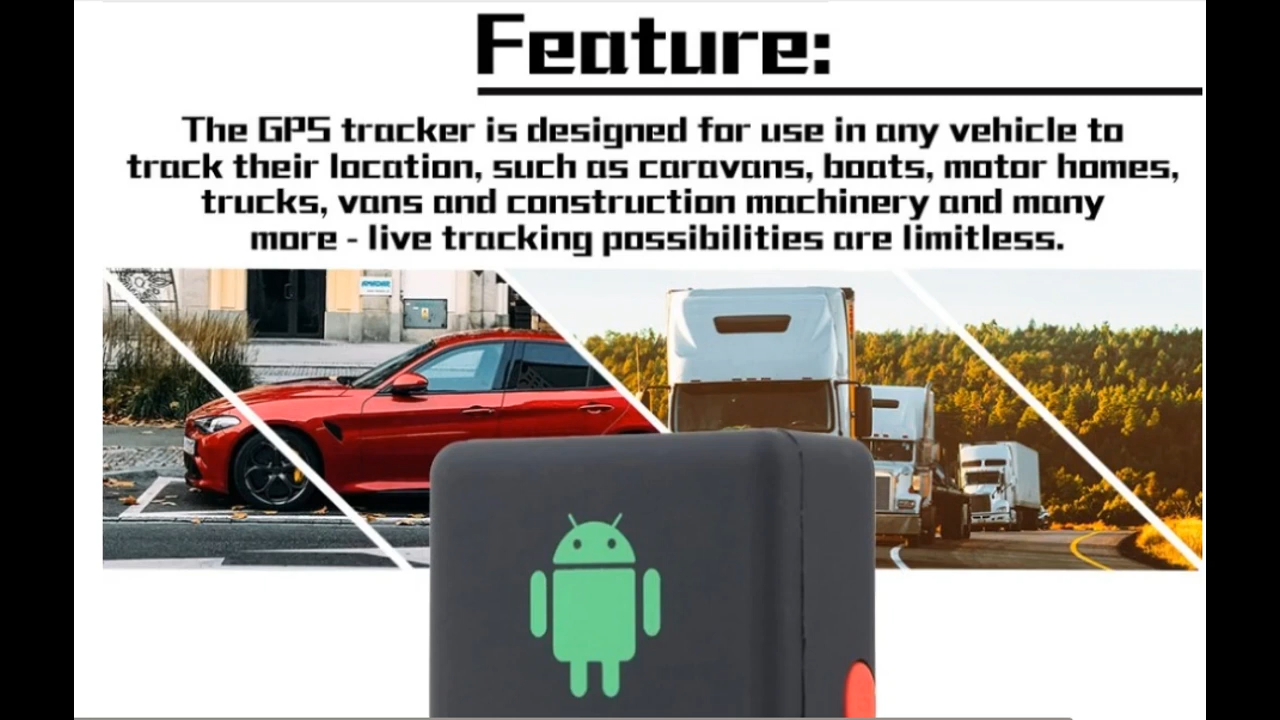 Feature:
The GPS tracker is designed for use in any vehicle to
track their location, such as caravans, boats, motor homes,
trucks, vans and construction machinery and many
more - live tracking possibilities are limitless.